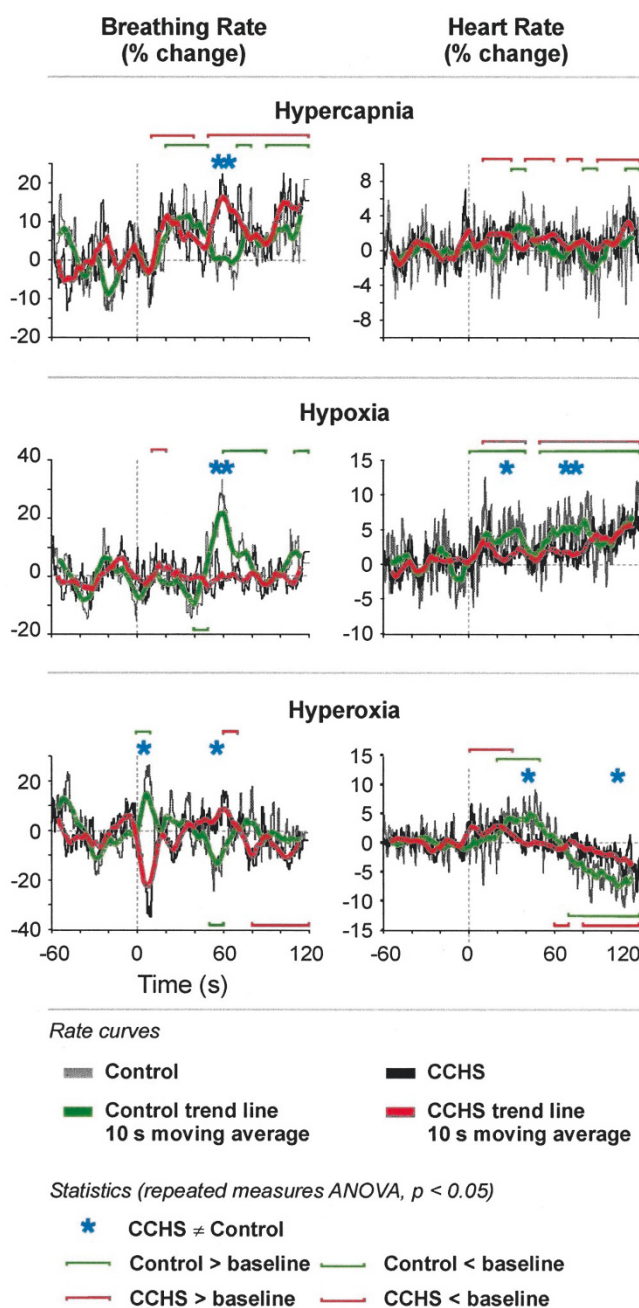 Breathing Rate
(% change)
Heart Rate
(% change)
Hypercapnia
20
10
0
-10
-20
8
4
0
-4
-8
Hypoxia
40
20
0
-20
15
10
5
0
-5
-10
Hyperoxia
20
0
-20
-40
-60 0 60 120
Time (s)
15
10
5
0
-5
-10
-15
-60 0 60 120
Rate curves
Control
CCHS
Control trend line
10 s moving average
CCHS trend line
10 s moving average
Statistics (repeated measures ANOVA, p < 0.05)
* CCHS ≠ Control
Control > baseline
Control < baseline
CCHS > baseline
CCHS < baseline